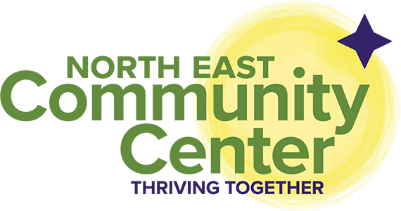 NORTH EAST
Community
Center
THRIVING TOGETHER